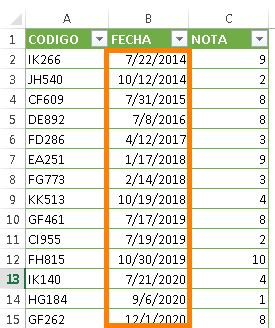 A B C
1 CODIGO FECHA NOTA
2 IK266 7/22/2014 9
3 JH540 10/12/2014 2
4 CF609 7/31/2015 8
5 DE892 7/8/2016 8
6 FD286 4/12/2017 3
7 EA251 1/17/2018 9
8 FG773 2/14/2018 3
9 KK513 10/19/2018 4
10 GF461 7/17/2019 8
11 CI955 7/19/2019 2
12 FH815 10/30/2019 10
13 IK140 7/21/2020 4
14 HG184 9/6/2020 1
15 GF262 12/1/2020 8